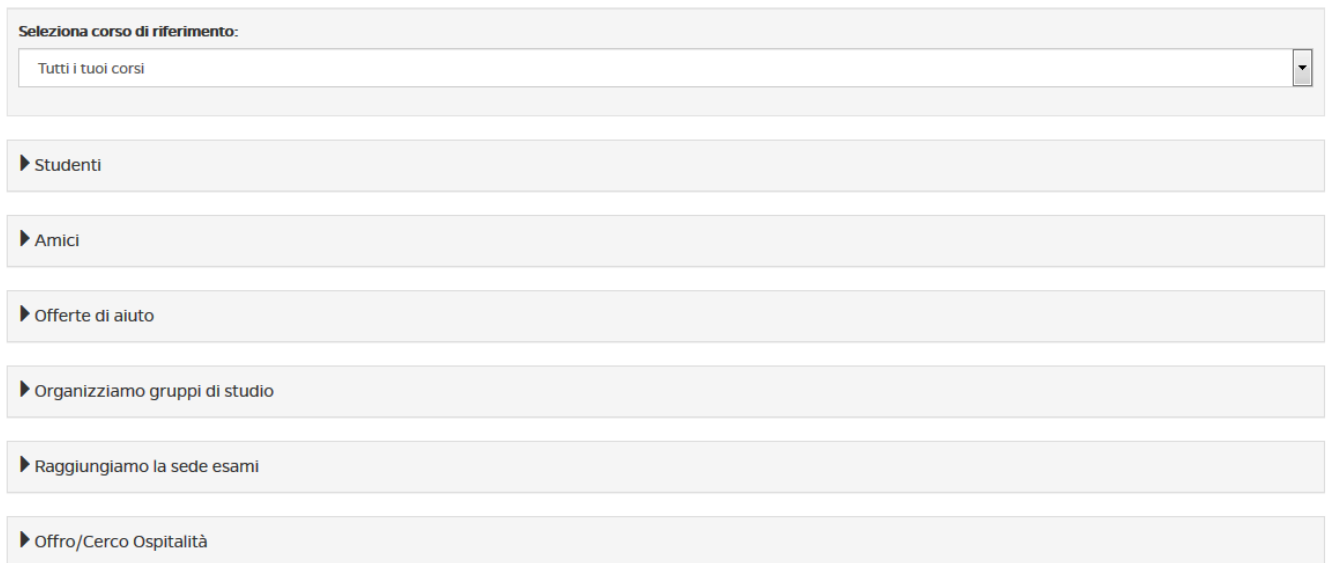 Seleziona corso di riferimento:
Tutti i tuoi corsi
Studenti
Amici
Offerte di aiuto
Organizziamo gruppi di studio
Raggiungiamo la sede esami
Offro/Cerco Ospitalità